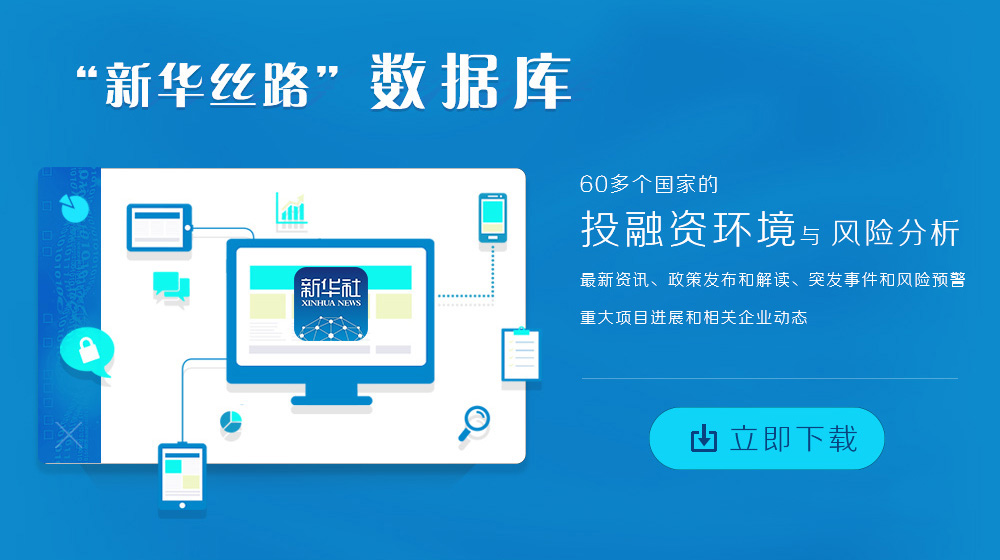 “新华丝路”数据库
60多个国家的
投融资环境与 风险分析
最新资讯、政策发布和解读、突发事件和风险预警
重大项目进展和相关企业动态
新华社
XINHUA NEWS
立即下载